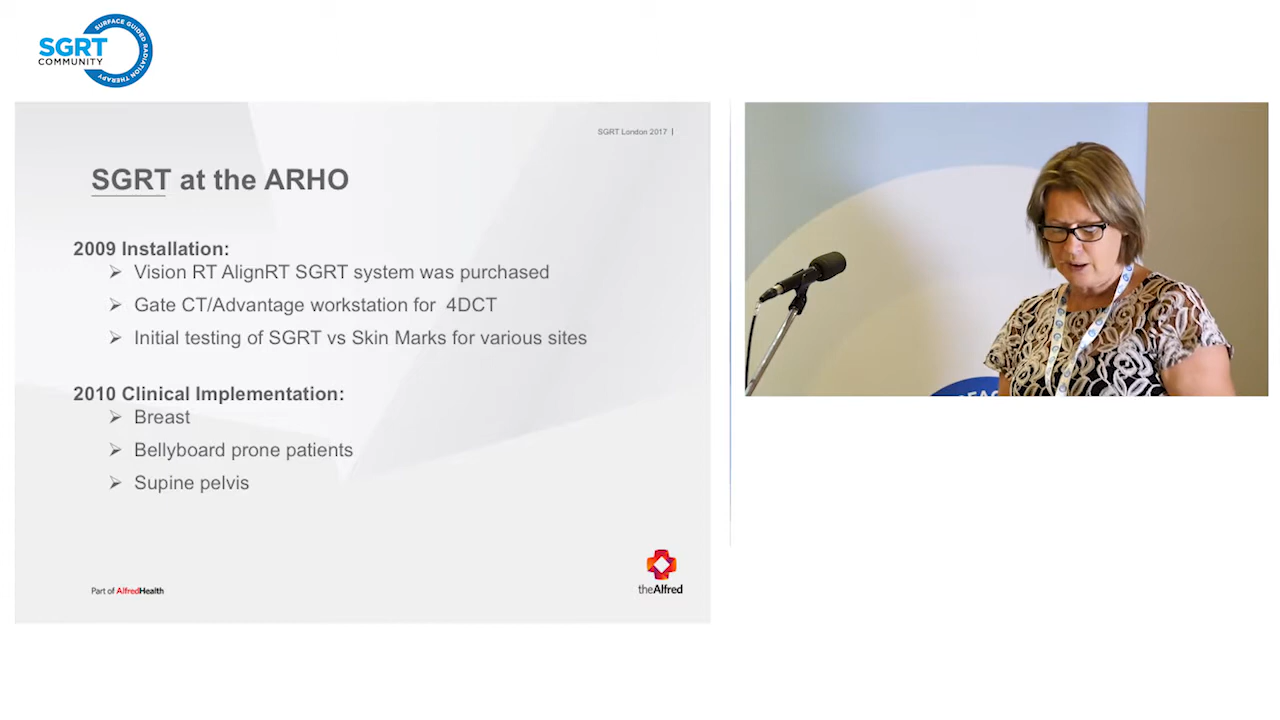 SURFACE GUIDED RADIATION THERAPY
SGRT
COMMUNITY
SGRT London 2017 |
SGRT at the ARHO
2009 Installation:
➢ Vision RT AlignRT SGRT system was purchased
➢ Gate CT/Advantage workstation for 4DCT
➢ Initial testing of SGRT vs Skin Marks for various sites
2010 Clinical Implementation:
➢ Breast
➢ Bellyboard prone patients
➢ Supine pelvis
Part of AlfredHealth
theAlfred